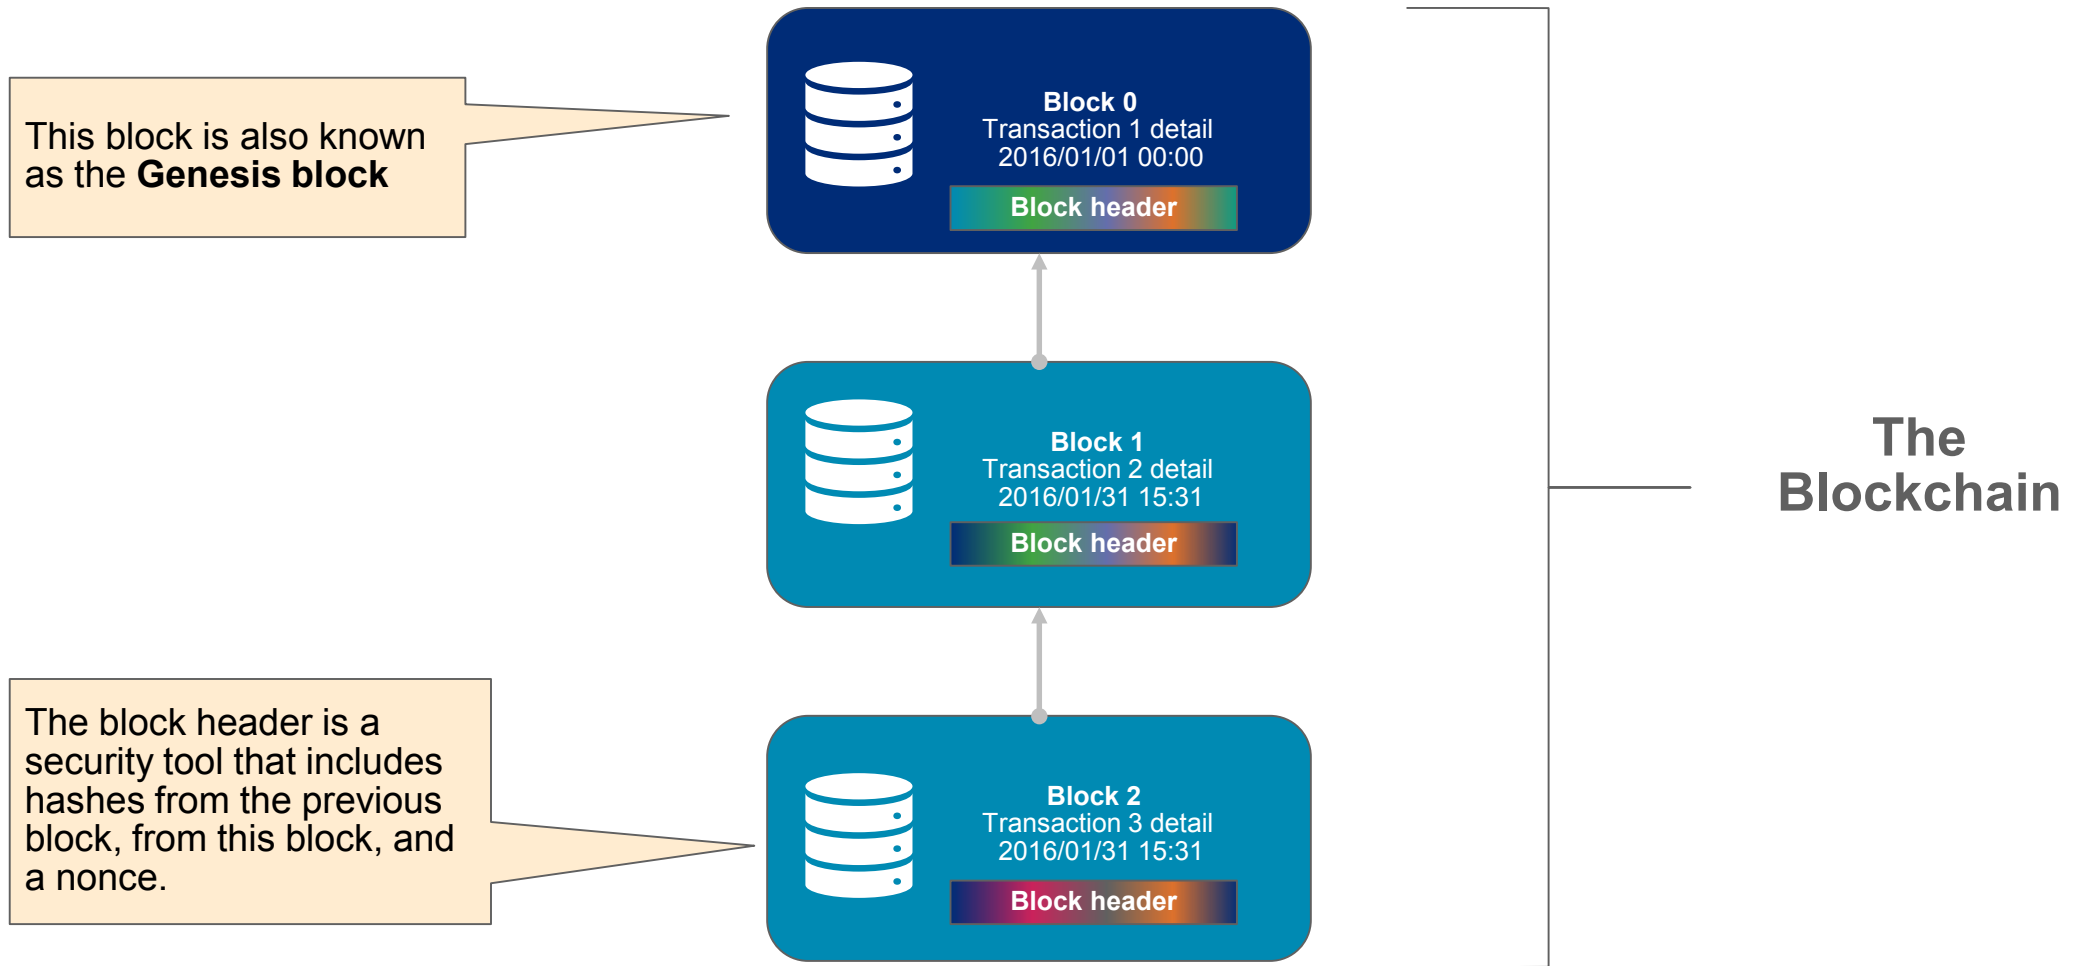 This block is also known
as the Genesis block
Block 0
Transaction 1 detail
2016/01/01 00:00
Block header
Block 1
Transaction 2 detail
2016/01/31 15:31
Block header
The
Blockchain
The block header is a
security tool that includes
hashes from the previous
block, from this block, and
a nonce.
Block 2
Transaction 3 detail
2016/01/31 15:31
Block header